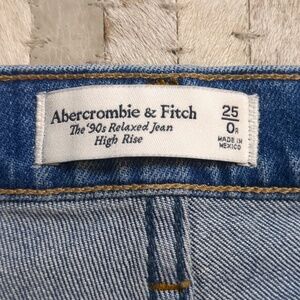 Abercrombie & Fitch
The '90s Relaxed Jean
High Rise
25
0R
MADE IN
MEXICO